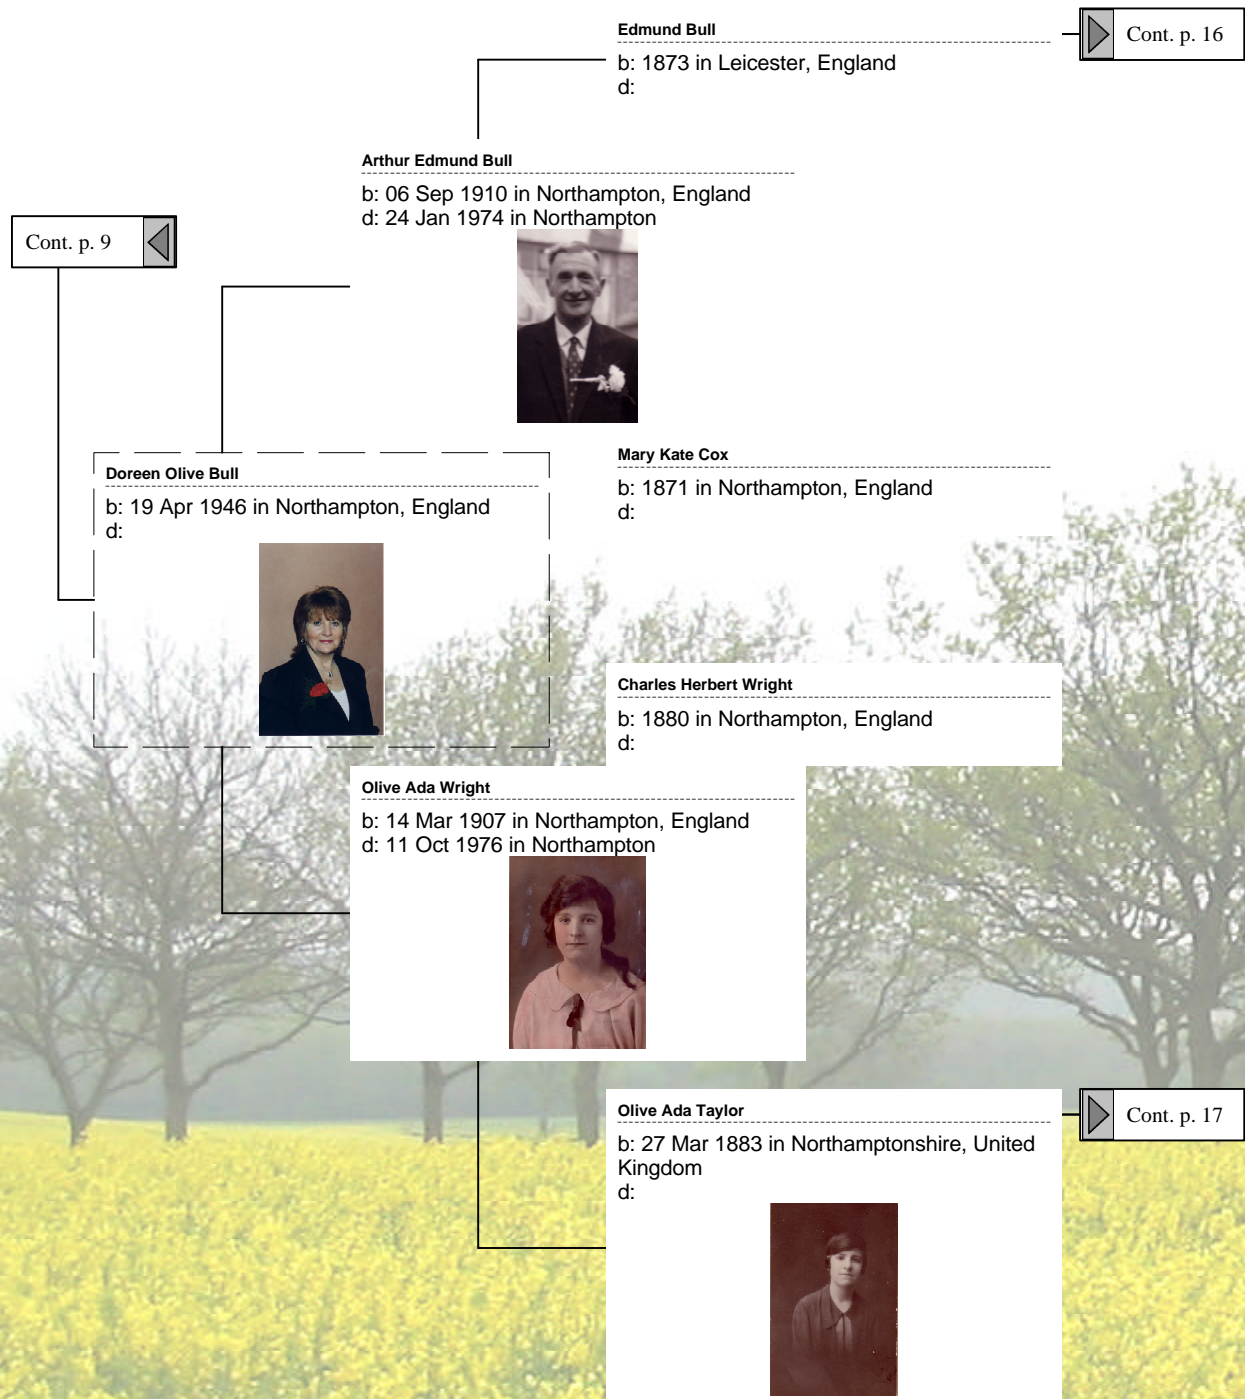 Edmund Bull
b: 1873 in Leicester, England
d:
Cont. p. 16
Arthur Edmund Bull
b: 06 Sep 1910 in Northampton, England
d: 24 Jan 1974 in Northampton
Cont. p. 9
Doreen Olive Bull
b: 19 Apr 1946 in Northampton, England
d:
Mary Kate Cox
b: 1871 in Northampton, England
d:
Charles Herbert Wright
b: 1880 in Northampton, England
d:
Olive Ada Wright
b: 14 Mar 1907 in Northampton, England
d: 11 Oct 1976 in Northampton
Olive Ada Taylor
b: 27 Mar 1883 in Northamptonshire, United
Kingdom
d:
Cont. p. 17